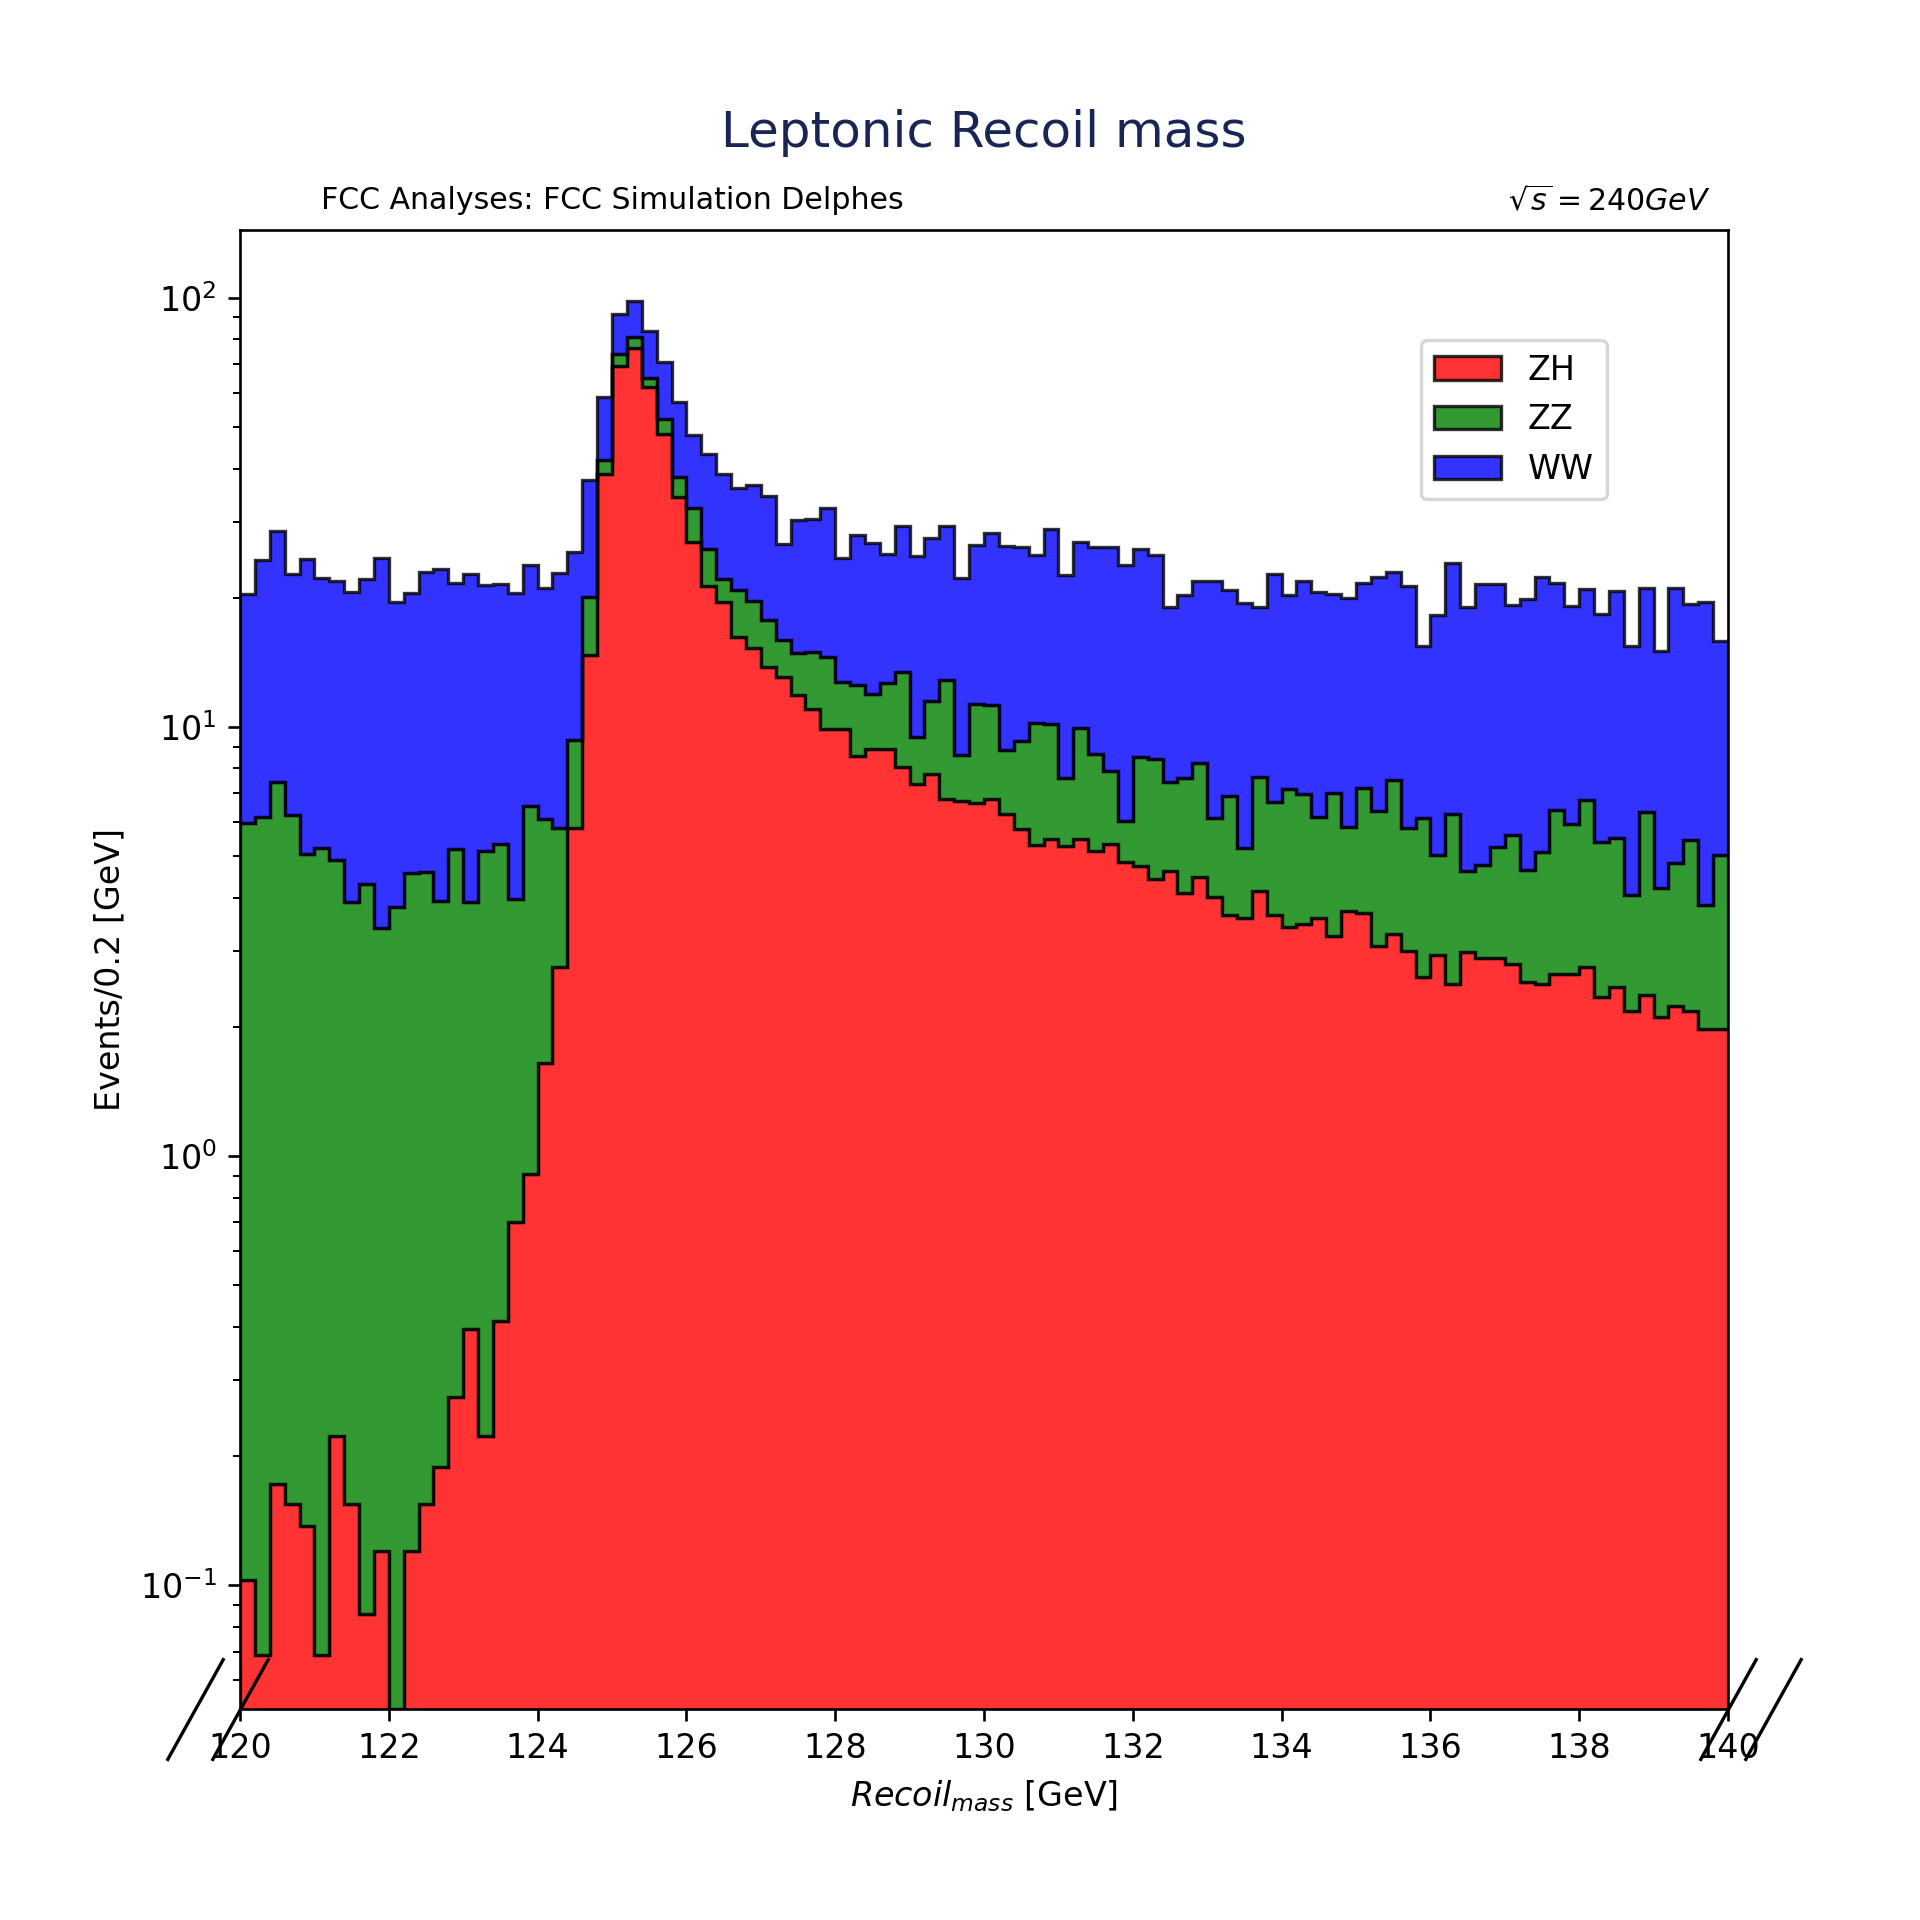 Leptonic Recoil mass
FCC Analyses: FCC Simulation Delphes
√s = 240GeV
10²
10¹
10⁰
10⁻¹
Events/0.2 [GeV]
ZH
ZZ
WW
120 122 124 126 128 130 132 134 136 138 140
Recoil_mass [GeV]